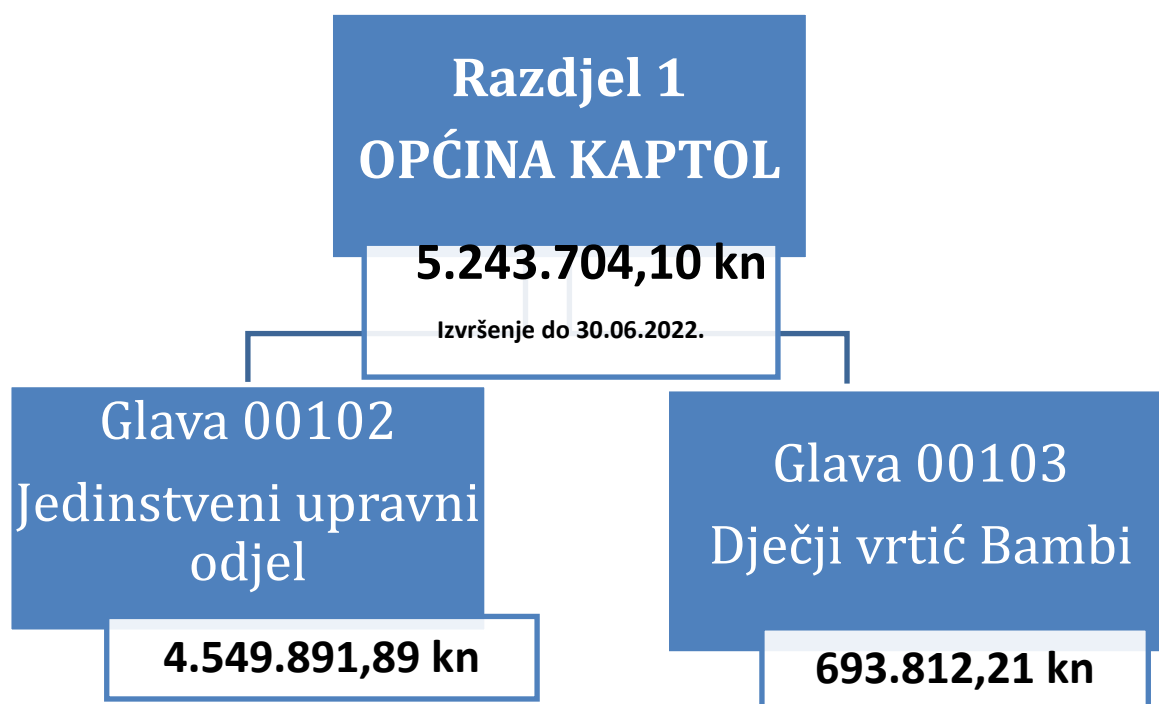 Razdjel 1
OPĆINA KAPTOL
5.243.704,10 kn
Izvršenje do 30.06.2022.
Glava 00102
Jedinstveni upravni
odjel
4.549.891,89 kn
Glava 00103
Dječji vrtić Bambi
693.812,21 kn